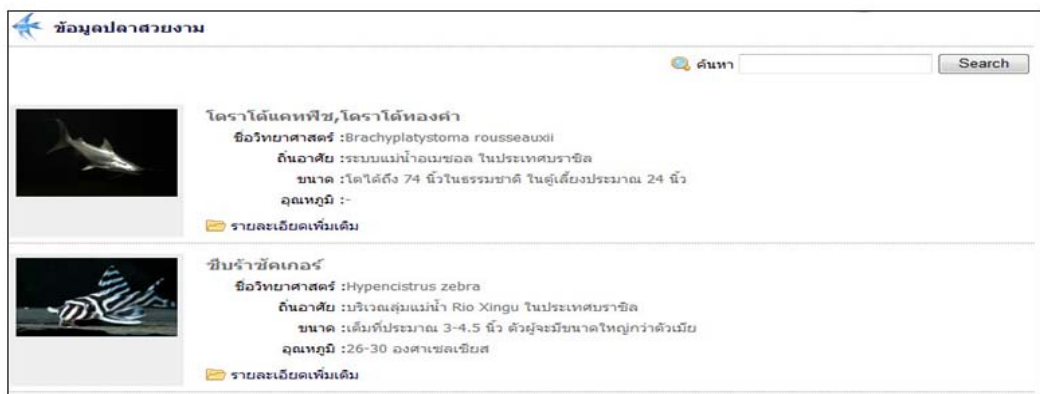 ข้อมูลปลาสวยงาม
ค้นหา Search
โดราโด้แคทฟิช,โดราโด้ทองคำ
ชื่อวิทยาศาสตร์ :Brachyplatystoma rousseauxii
ถิ่นอาศัย :ระบบแม่น้ำอเมซอล ในประเทศบราซิล
ขนาด :โตได้ถึง 74 นิ้วในธรรมชาติ ในตู้เลี้ยงประมาณ 24 นิ้ว
อุณหภูมิ :-
รายละเอียดเพิ่มเติม
ซีบร้าซัคเกอร์
ชื่อวิทยาศาสตร์ :Hypencistrus zebra
ถิ่นอาศัย :บริเวณลุ่มแม่น้ำ Rio Xingu ในประเทศบราซิล
ขนาด :เต็มที่ประมาณ 3-4.5 นิ้ว ตัวผู้จะมีขนาดใหญ่กว่าตัวเมีย
อุณหภูมิ :26-30 องศาเซลเซียส
รายละเอียดเพิ่มเติม